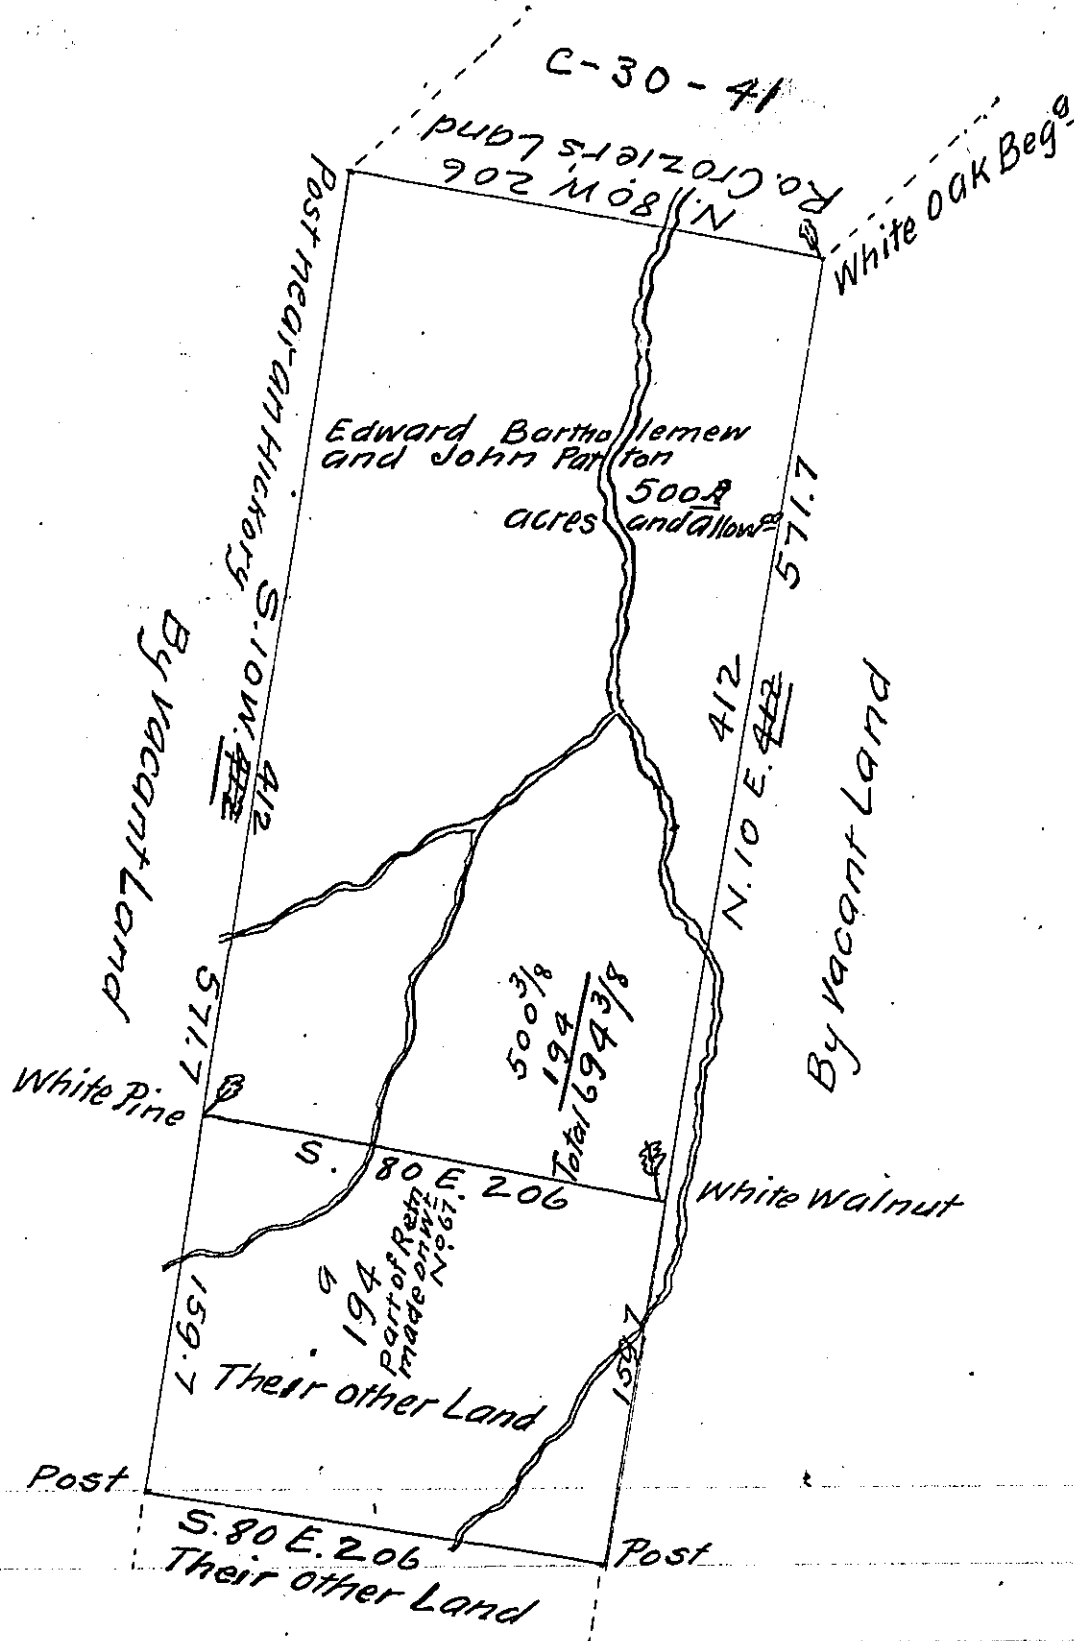 C-30-41
Ro. Croziers Land
N. 80 W 206
White Oak Begg
Post near an Hickory S. 10 W. 412
412
571.7
By vacant Land
Edward Bartholemew
and John Patton
500 A
acres and allowce
571.7
412
N. 10 E. 412
By vacant Land
500 3/8
194
Total 694 3/8
White Pine
S. 80 E 206
White Walnut
a
194
Part of Retn
made on Wt
No 67.
159.7
159.7
Their other Land
Post
S. 80 E. 206
Post
Their other Land